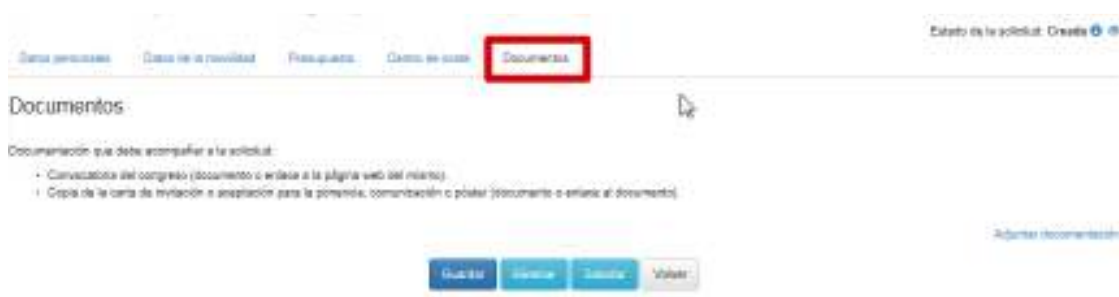 Estado de la solicitud: Creada
Datos personales Datos de la movilidad Presupuesto Centro de coste Documentos
Documentos
Documentación que debe acompañar a la solicitud:
Convocatoria del congreso (documento o enlace a la página web del mismo).
Copia de la carta de invitación o aceptación para la ponencia, comunicación o póster (documento o enlace al documento).
Adjuntar documentación
Guardar Eliminar Solicitar Volver